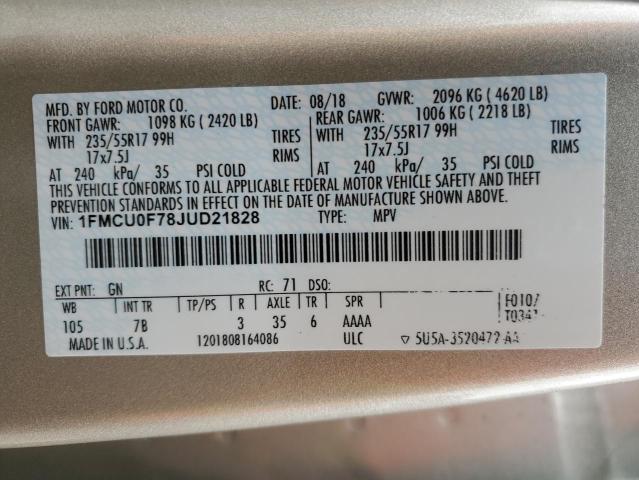 MFD. BY FORD MOTOR CO. DATE: 08/18 GVWR: 2096 KG ( 4620 LB)
FRONT GAWR: 1098 KG ( 2420 LB) REAR GAWR: 1006 KG ( 2218 LB)
WITH 235/55R17 99H TIRES WITH 235/55R17 99H TIRES
17x7.5J RIMS 17x7.5J RIMS
AT 240 kPa/ 35 PSI COLD AT 240 kPa/ 35 PSI COLD
THIS VEHICLE CONFORMS TO ALL APPLICABLE FEDERAL MOTOR VEHICLE SAFETY AND THEFT
PREVENTION STANDARDS IN EFFECT ON THE DATE OF MANUFACTURE SHOWN ABOVE.
VIN: 1FMCU0F78JUD21828 TYPE: MPV
EXT PNT: GN RC: 71 DSO:
WB INT TR TP/PS R AXLE TR SPR F010/
105 7B 3 35 6 AAAA
MADE IN U.S.A. 1201808164086 ULC ▽ 5U5A-3520472-AA